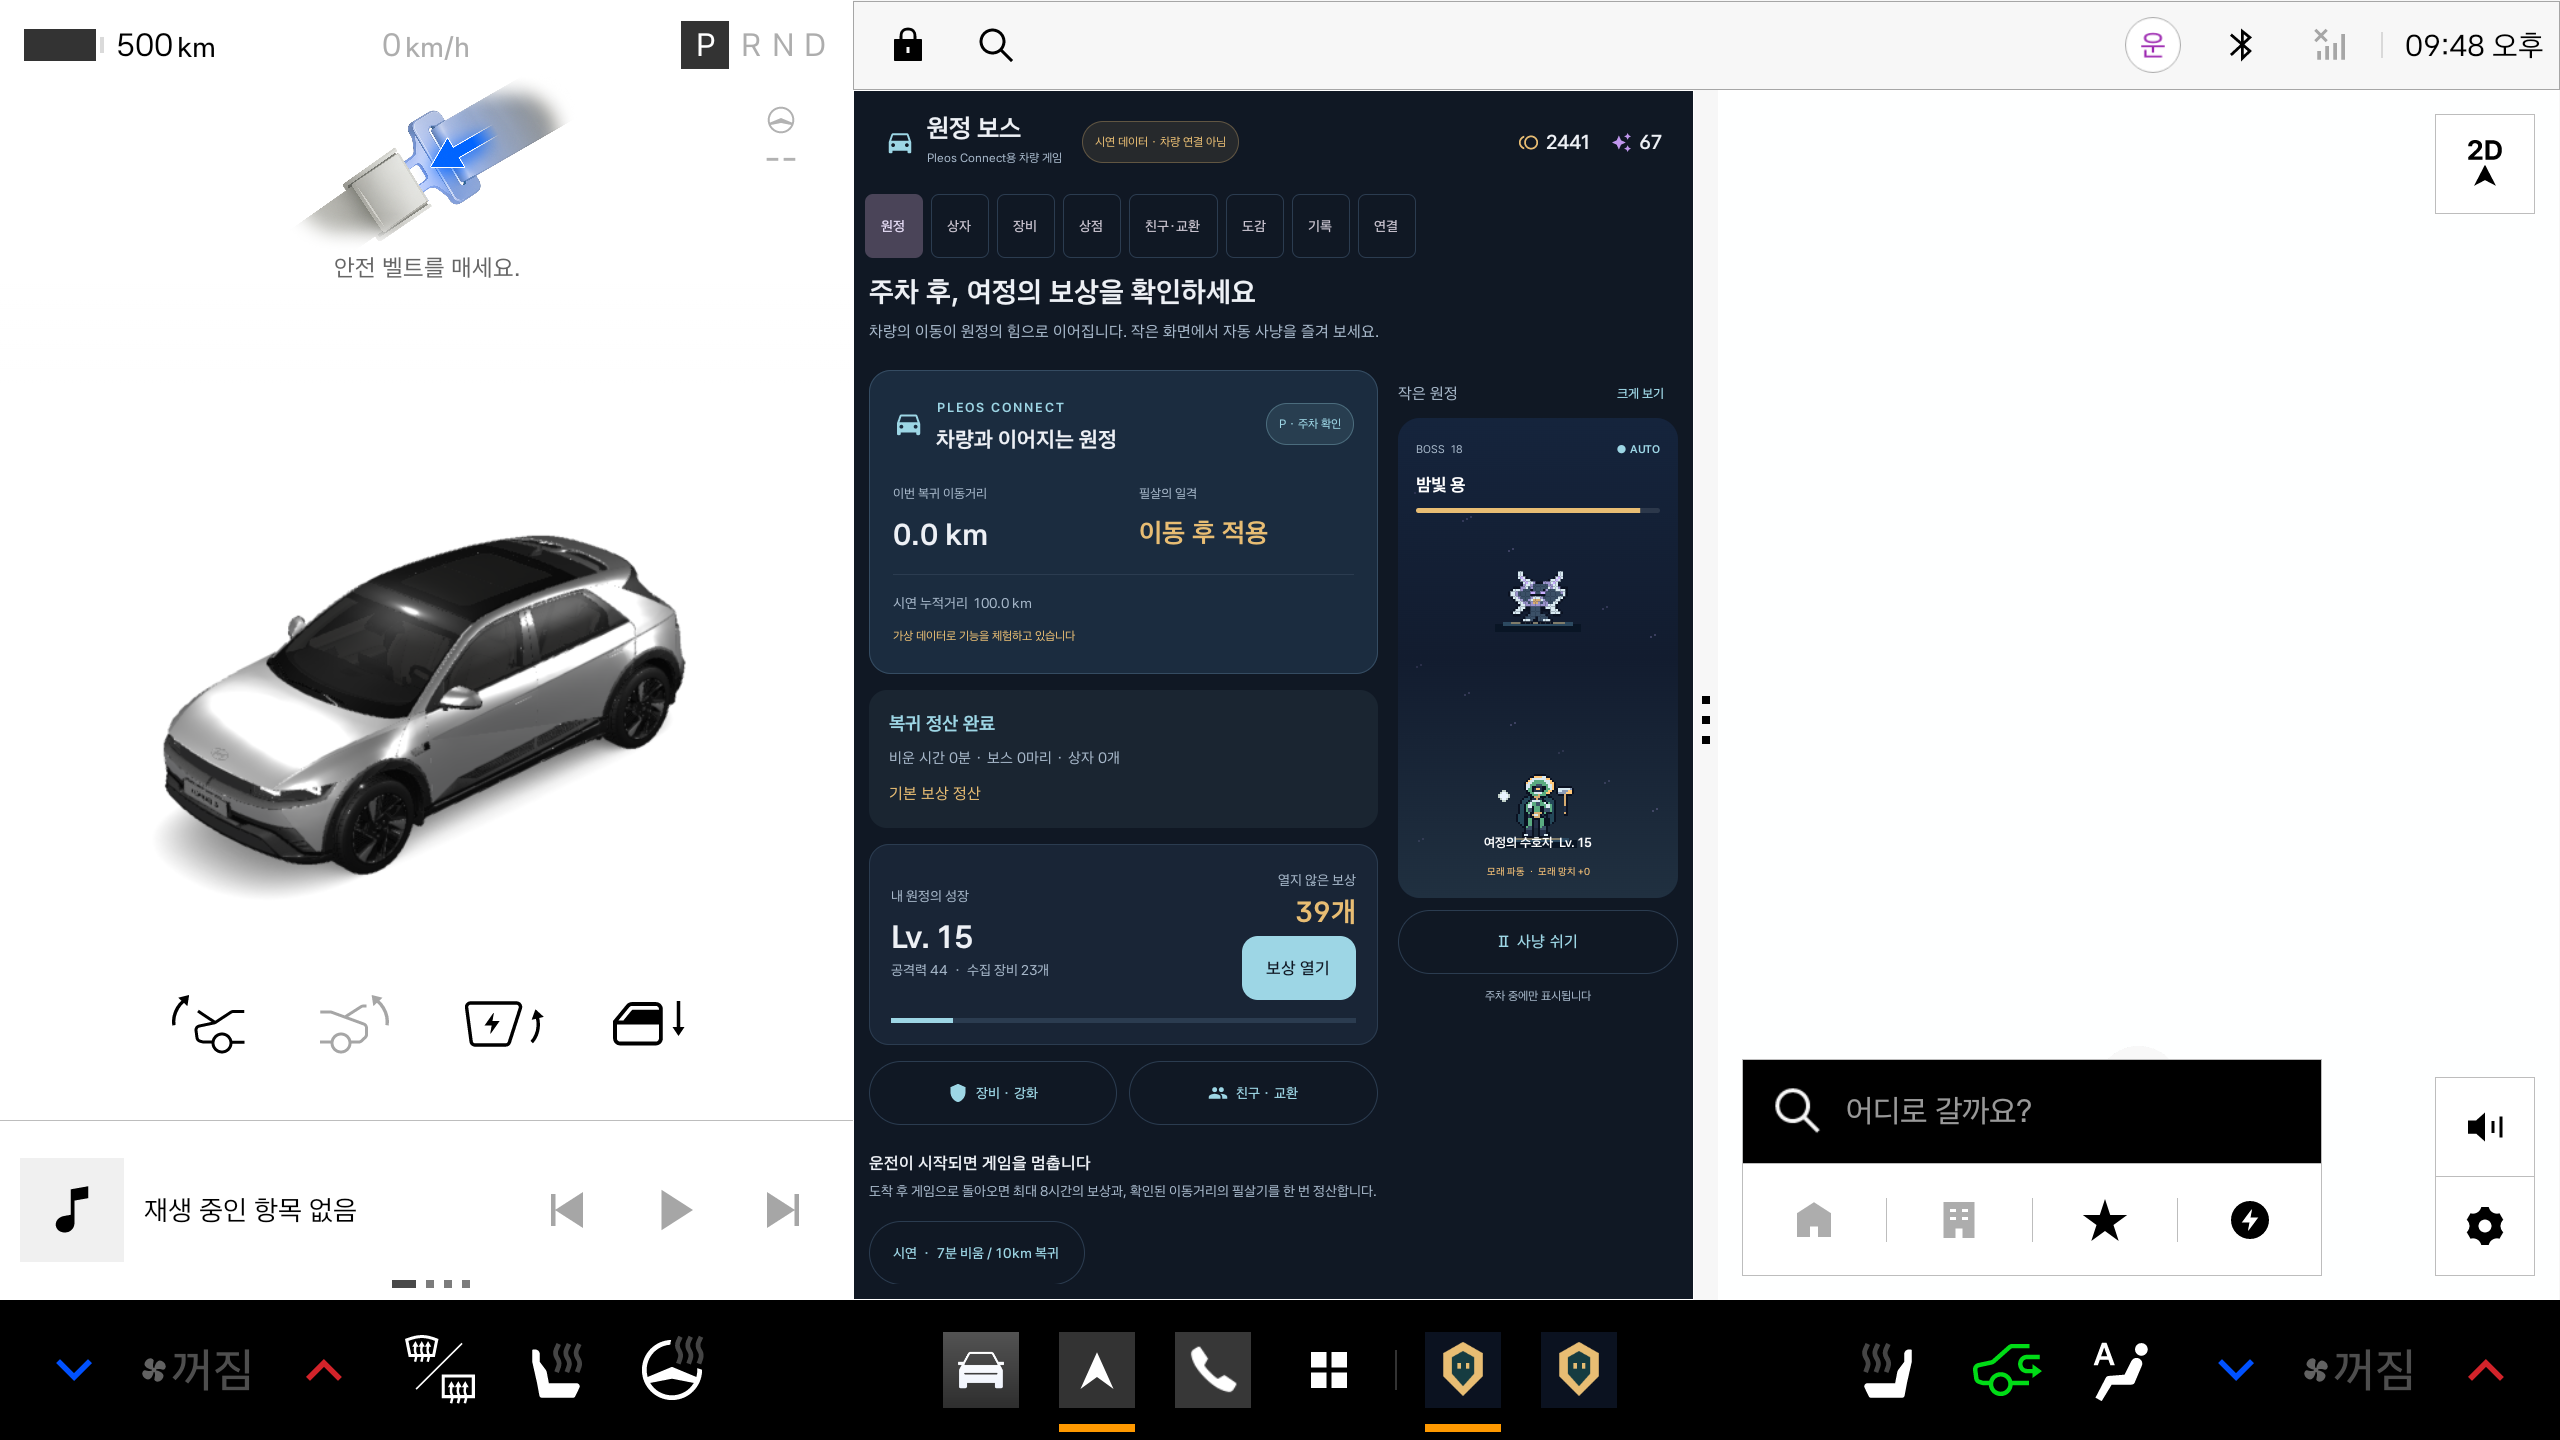 500 km
0 km/h
P R N D
안전 벨트를 매세요.
재생 중인 항목 없음
운
09:48 오후
원정 보스
Pleos Connect용 차량 게임
시연 데이터 · 차량 연결 아님
2441
67
원정
상자
장비
상점
친구·교환
도감
기록
연결
주차 후, 여정의 보상을 확인하세요
차량의 이동이 원정의 힘으로 이어집니다. 작은 화면에서 자동 사냥을 즐겨 보세요.
PLEOS CONNECT
차량과 이어지는 원정
P · 주차 확인
이번 복귀 이동거리
0.0 km
필살의 일격
이동 후 적용
시연 누적거리 100.0 km
가상 데이터로 기능을 체험하고 있습니다
복귀 정산 완료
비운 시간 0분 · 보스 0마리 · 상자 0개
기본 보상 정산
내 원정의 성장
Lv. 15
공격력 44 · 수집 장비 23개
열지 않은 보상
39개
보상 열기
장비 · 강화
친구 · 교환
운전이 시작되면 게임을 멈춥니다
도착 후 게임으로 돌아오면 최대 8시간의 보상과, 확인된 이동거리의 필살기를 한 번 정산합니다.
시연 · 7분 비움 / 10km 복귀
작은 원정
크게 보기
BOSS 18
AUTO
밤빛 용
여정의 수호자 Lv. 15
모래 파동 · 모래 망치 +0
사냥 쉬기
주차 중에만 표시됩니다
2D
어디로 갈까요?
꺼짐
A
꺼짐